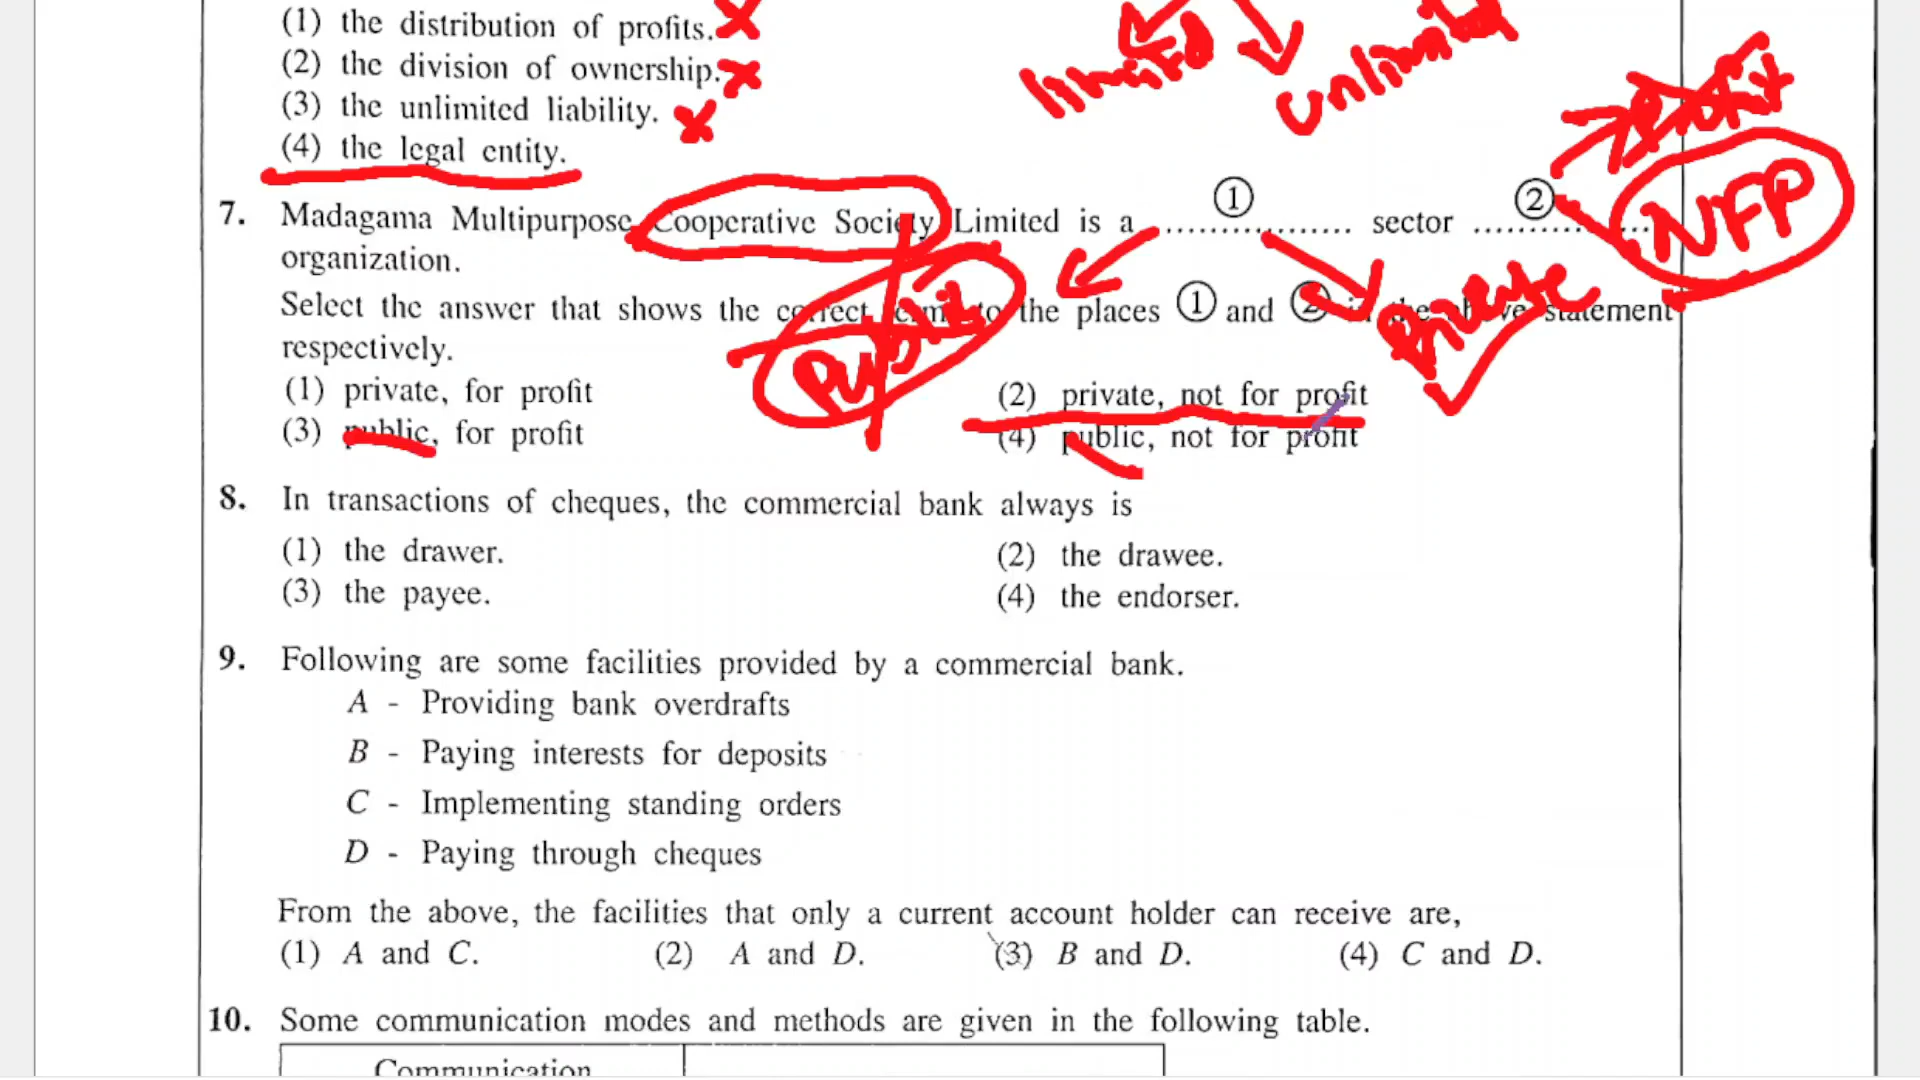 (1) the distribution of profits.
(2) the division of ownership.
(3) the unlimited liability.
(4) the legal entity.
limited
Unlimited
Profit
NFP
7. Madagama Multipurpose Cooperative Society Limited is a ① .................. sector ② ..................
organization.
Select the answer that shows the correct to the places ① and ② in the above statement
respectively.
Public
Private
(1) private, for profit
(2) private, not for profit
(3) public, for profit
(4) public, not for profit
8. In transactions of cheques, the commercial bank always is
(1) the drawer.
(2) the drawee.
(3) the payee.
(4) the endorser.
9. Following are some facilities provided by a commercial bank.
A - Providing bank overdrafts
B - Paying interests for deposits
C - Implementing standing orders
D - Paying through cheques
From the above, the facilities that only a current account holder can receive are,
(1) A and C. (2) A and D. (3) B and D. (4) C and D.
10. Some communication modes and methods are given in the following table.
Communication